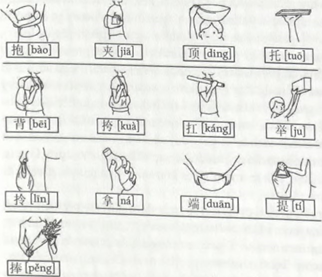 抱 [bào] 夹 [jiā] 顶 [dǐng] 托 [tuō]
背 [bēi] 挎 [kuà] 扛 [káng] 举 [jǔ]
拎 [līn] 拿 [ná] 端 [duān] 提 [tí]
捧 [pěng]